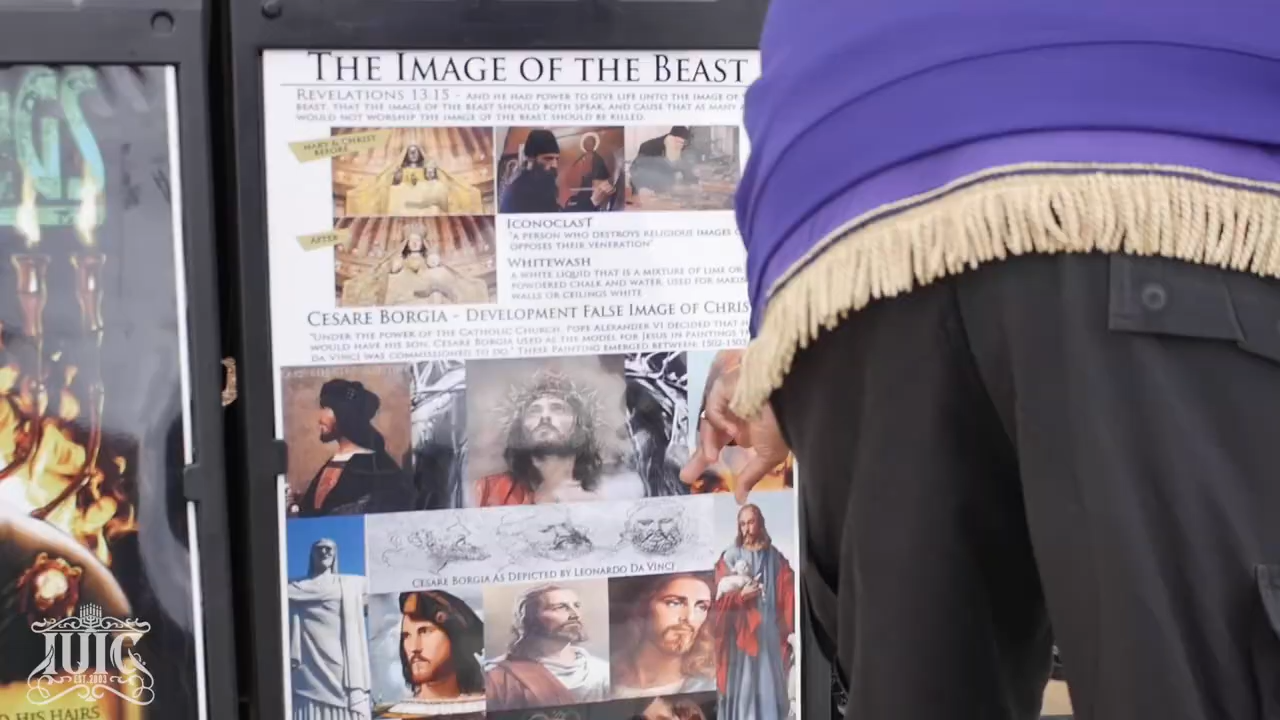 GS
THE IMAGE OF THE BEAST
REVELATIONS 13:15 - AND HE HAD POWER TO GIVE LIFE UNTO THE IMAGE OF
BEAST, THAT THE IMAGE OF THE BEAST SHOULD BOTH SPEAK, AND CAUSE THAT AS MANY
WOULD NOT WORSHIP THE IMAGE OF THE BEAST SHOULD BE KILLED.
MARY & CHRIST
BEFORE
AFTER
ICONOCLAST
"A PERSON WHO DESTROYS RELIGIOUS IMAGES
OPPOSES THEIR VENERATION"
WHITEWASH
A WHITE LIQUID THAT IS A MIXTURE OF LIME OR
POWDERED CHALK AND WATER, USED FOR
WALLS OR CEILINGS WHITE
CESARE BORGIA - DEVELOPMENT FALSE IMAGE OF CHRIS
"UNDER THE POWER OF THE CATHOLIC CHURCH, POPE ALEXANDER VI DECIDED THAT
WOULD HAVE HIS SON, CESARE BORGIA USED AS THE MODEL FOR JESUS IN PAINTINGS
DA VINCI WAS COMMISSIONED TO DO." THESE PAINTING EMERGED BETWEEN 1502-1503
CESARE BORGIA AS DEPICTED BY LEONARDO DA VINCI
IUIC
EST. 2003
HIS HAIRS